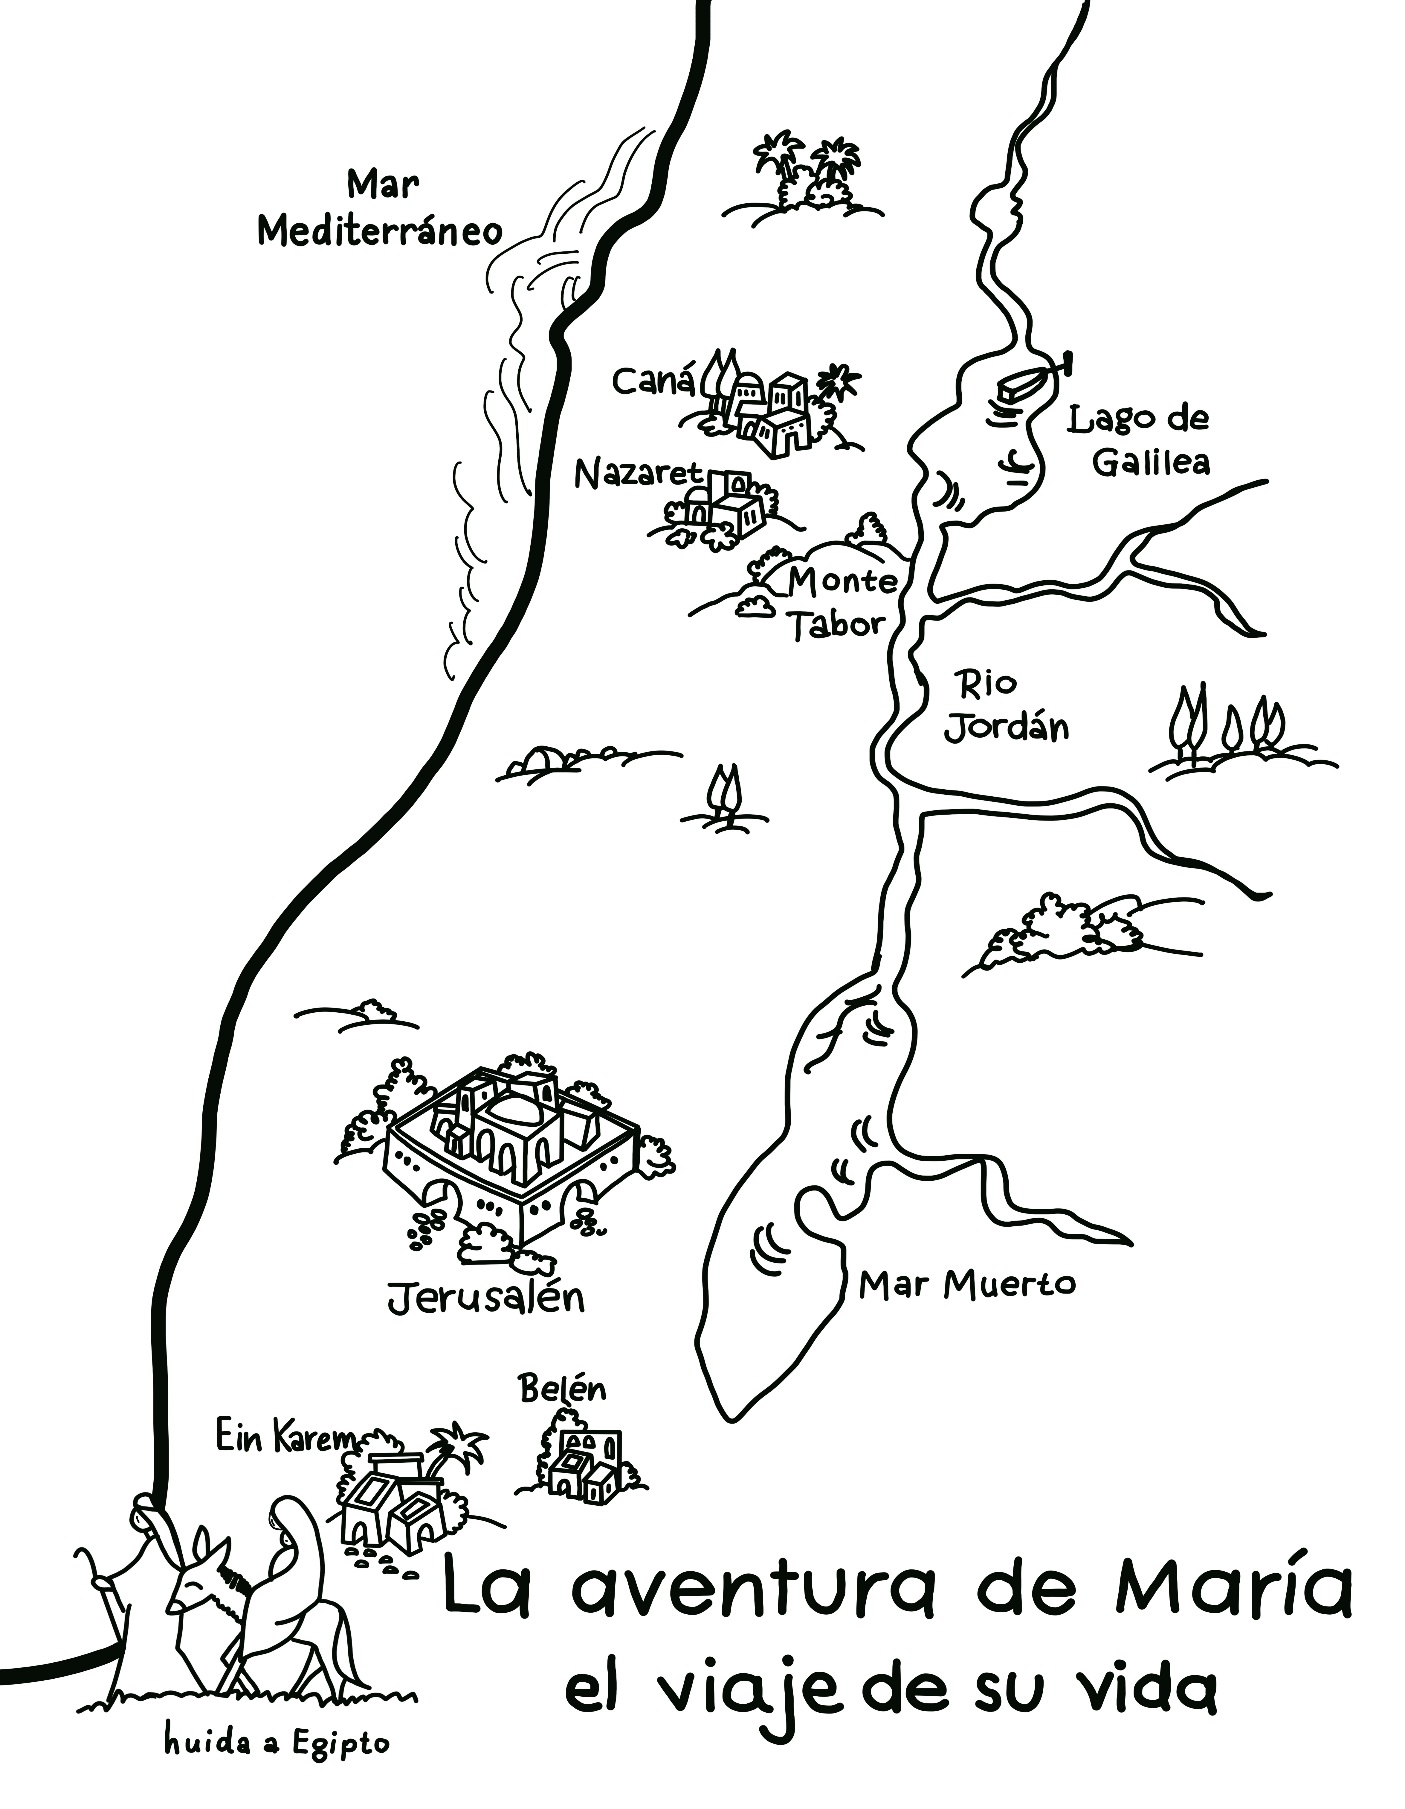 Mar
Mediterráneo
Caná
Lago de
Galilea
Nazaret
Monte
Tabor
Rio
Jordán
Jerusalén
Mar Muerto
Belén
Ein Karem
La aventura de María
el viaje de su vida
huida a Egipto